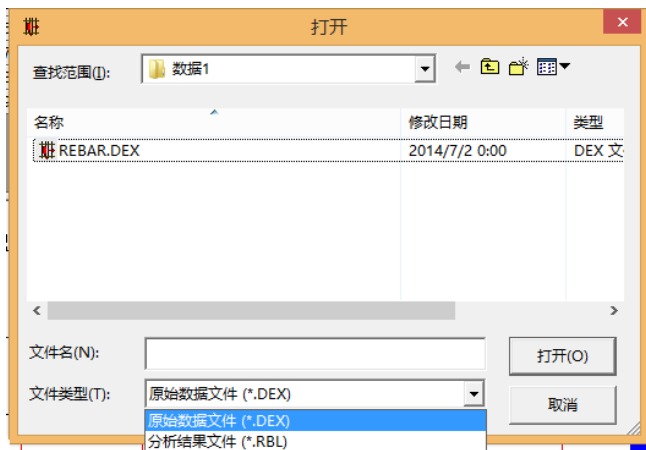 打开
查找范围(I): 数据1
名称 修改日期 类型
REBAR.DEX 2014/7/2 0:00 DEX 文
文件名(N): 打开(O)
文件类型(T): 原始数据文件 (*.DEX) 取消
原始数据文件 (*.DEX)
分析结果文件 (*.RBL)